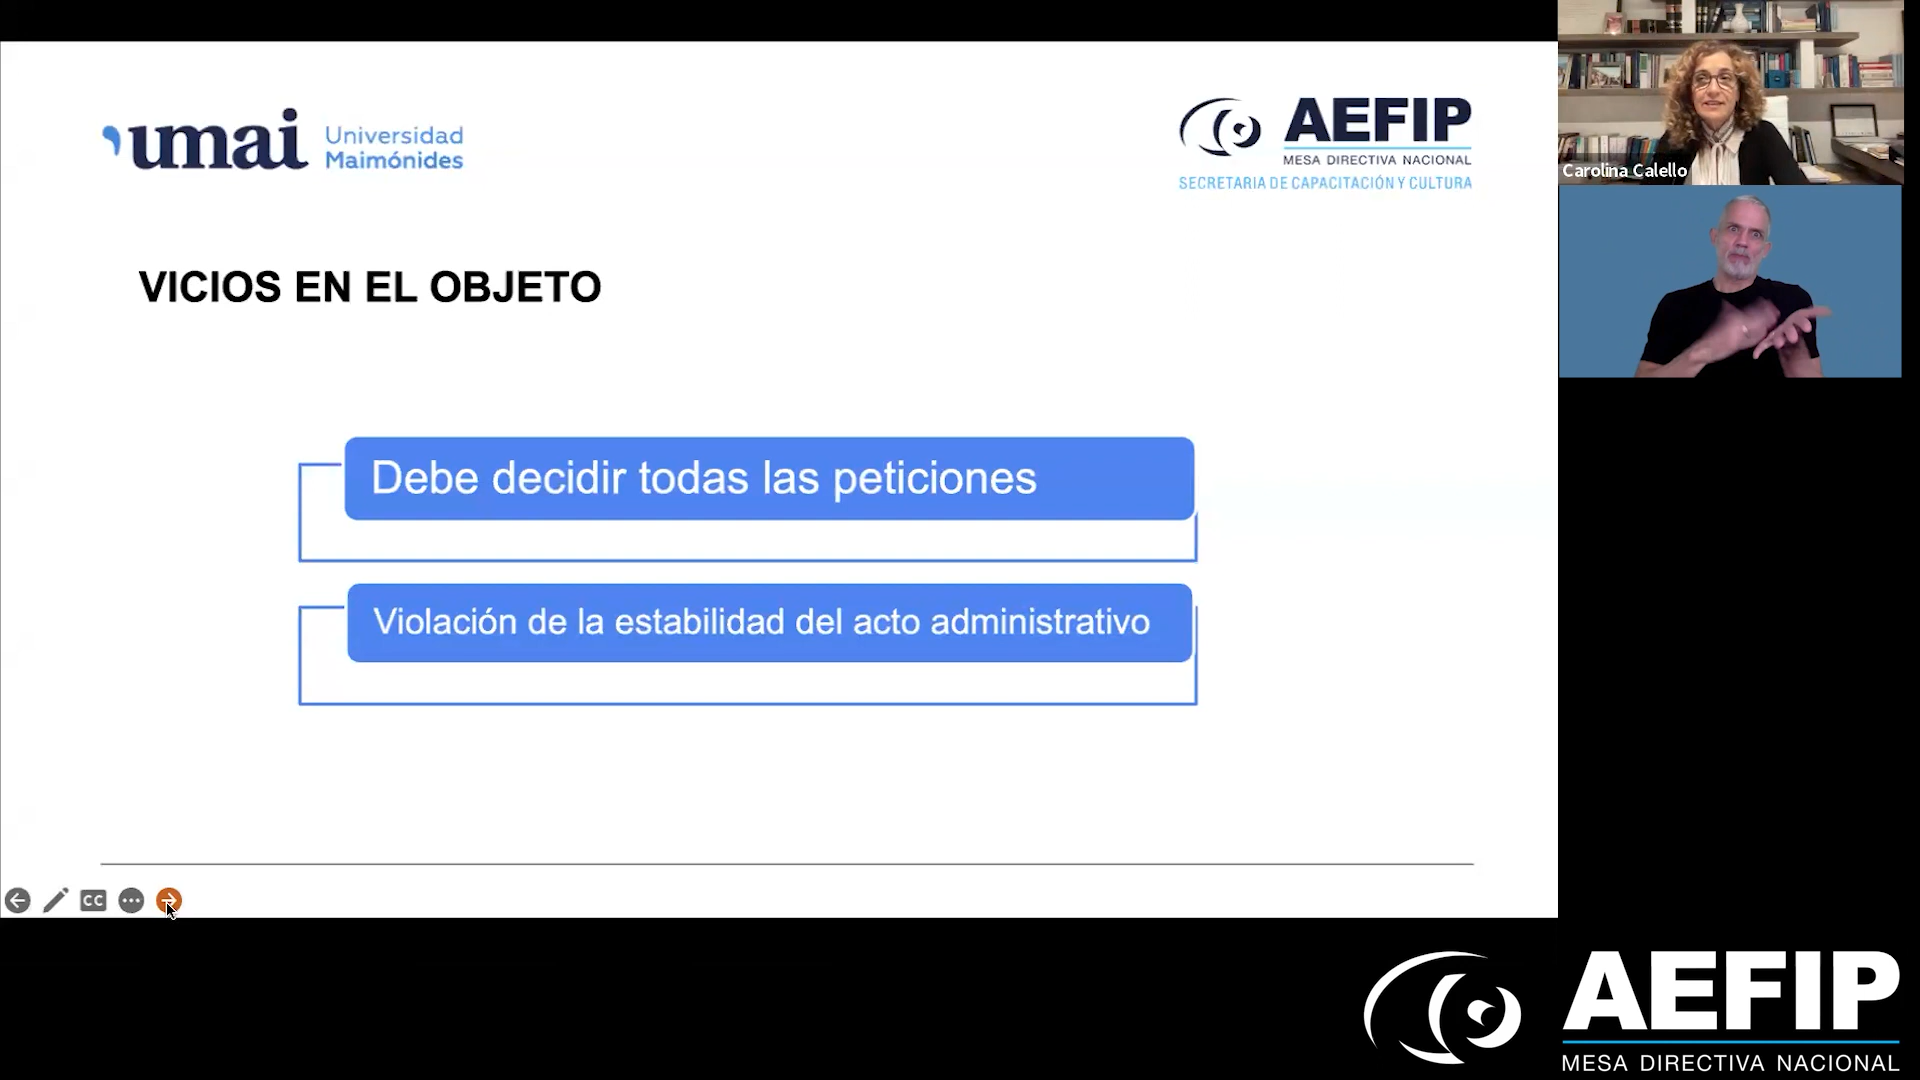 umai Universidad
Maimónides
AEFIP
MESA DIRECTIVA NACIONAL
SECRETARIA DE CAPACITACIÓN Y CULTURA
VICIOS EN EL OBJETO
Debe decidir todas las peticiones
Violación de la estabilidad del acto administrativo
CC
Carolina Calello
AEFIP
MESA DIRECTIVA NACIONAL